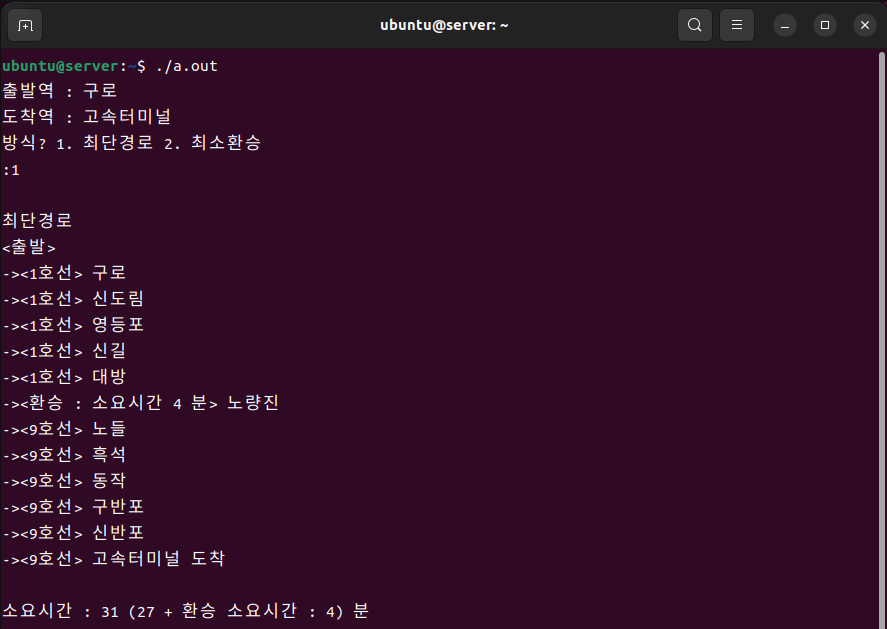 ubuntu@server: ~
ubuntu@server:~$ ./a.out
출발역 : 구로
도착역 : 고속터미널
방식? 1. 최단경로 2. 최소환승
:1
최단경로
<출발>
-><1호선> 구로
-><1호선> 신도림
-><1호선> 영등포
-><1호선> 신길
-><1호선> 대방
-><환승 : 소요시간 4 분> 노량진
-><9호선> 노들
-><9호선> 흑석
-><9호선> 동작
-><9호선> 구반포
-><9호선> 신반포
-><9호선> 고속터미널 도착
소요시간 : 31 (27 + 환승 소요시간 : 4) 분